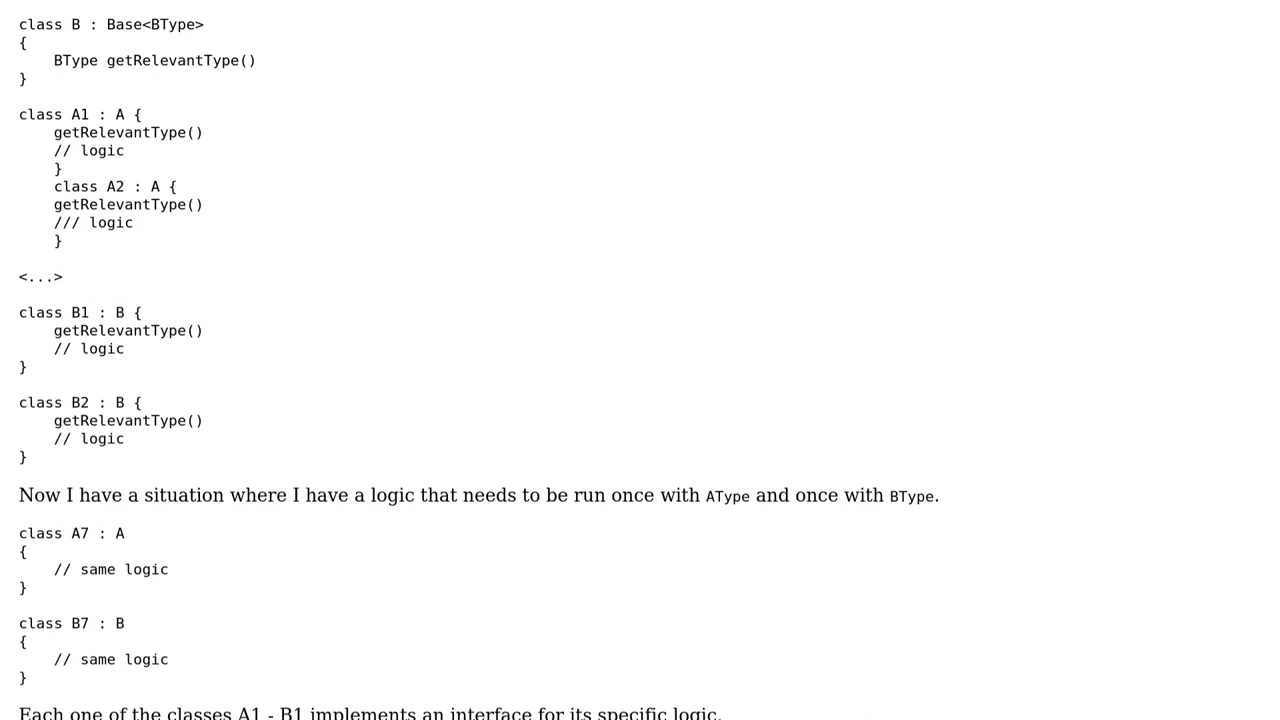 class B : Base<BType>
{
    BType getRelevantType()
}
class A1 : A {
    getRelevantType()
    // logic
    }
    class A2 : A {
    getRelevantType()
    /// logic
    }
<...>
class B1 : B {
    getRelevantType()
    // logic
}
class B2 : B {
    getRelevantType()
    // logic
}
Now I have a situation where I have a logic that needs to be run once with AType and once with BType.
class A7 : A
{
    // same logic
}
class B7 : B
{
    // same logic
}
Each one of the classes A1 - B1 implements an interface for its specific logic.